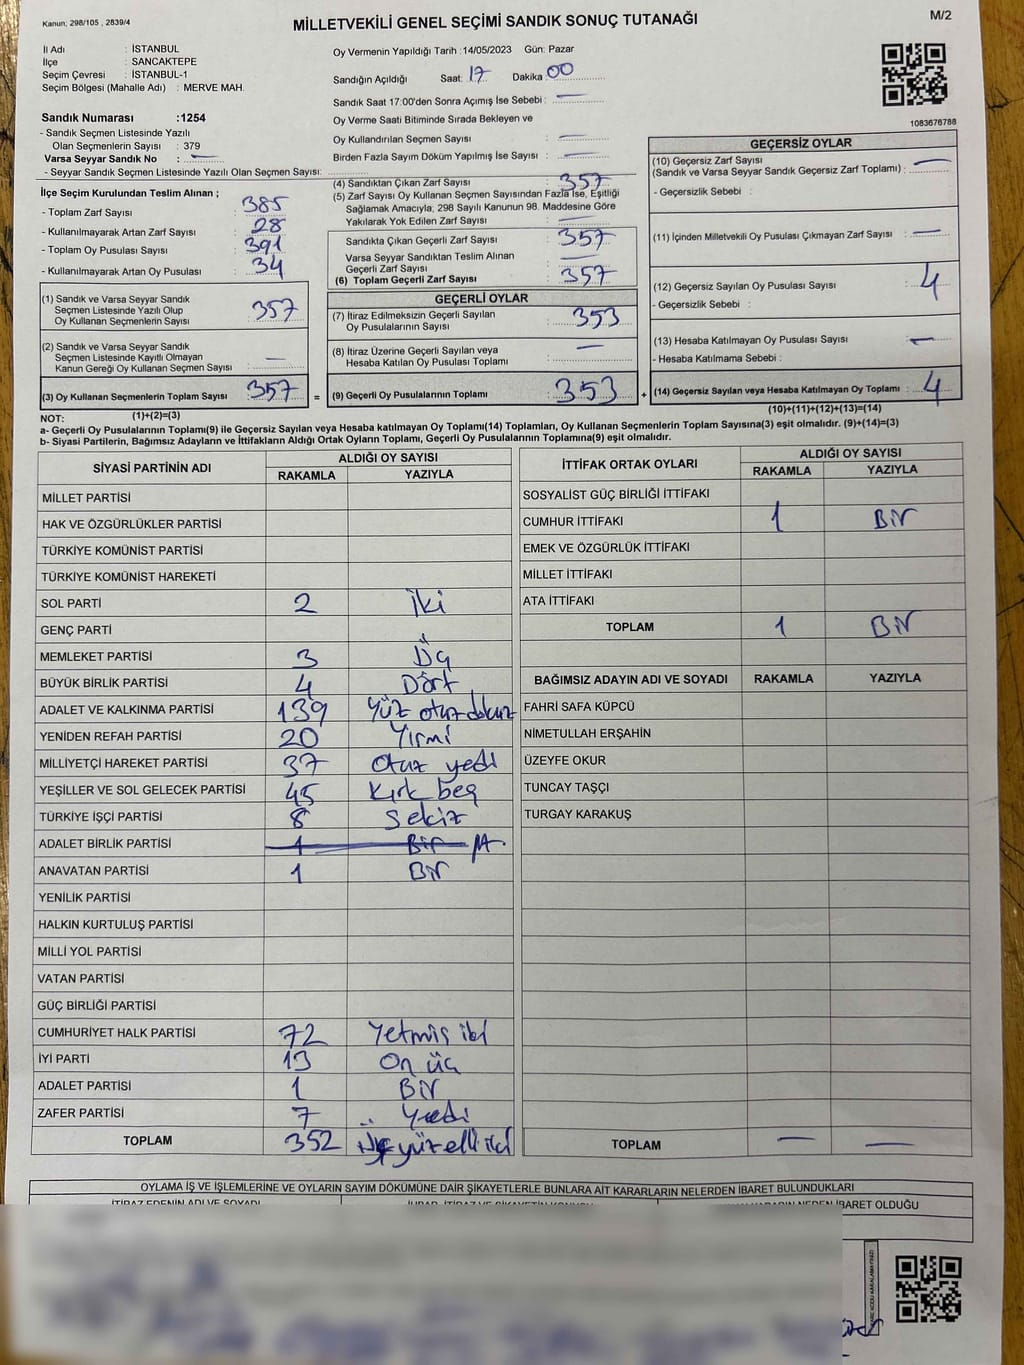 Kanun; 298/105 , 2839/4
MİLLETVEKİLİ GENEL SEÇİMİ SANDIK SONUÇ TUTANAĞI
M/2
İl Adı : İSTANBUL
İlçe : SANCAKTEPE
Seçim Çevresi : İSTANBUL-1
Seçim Bölgesi (Mahalle Adı) : MERVE MAH.
Oy Vermenin Yapıldığı Tarih :14/05/2023 Gün: Pazar
Sandığın Açıldığı Saat: 17 Dakika 00
Sandık Saat 17:00'den Sonra Açımış İse Sebebi : —
Oy Verme Saati Bitiminde Sırada Bekleyen ve
Oy Kullandırılan Seçmen Sayısı : —
Birden Fazla Sayım Döküm Yapılmış İse Sayısı : —
1083676788
Sandık Numarası :1254
- Sandık Seçmen Listesinde Yazılı
Olan Seçmenlerin Sayısı : 379
Varsa Seyyar Sandık No : —
- Seyyar Sandık Seçmen Listesinde Yazılı Olan Seçmen Sayısı:
İlçe Seçim Kurulundan Teslim Alınan ;
- Toplam Zarf Sayısı : 385
- Kullanılmayarak Artan Zarf Sayısı : 28
- Toplam Oy Pusulası Sayısı : 391
- Kullanılmayarak Artan Oy Pusulası : 34
(4) Sandıktan Çıkan Zarf Sayısı : 357
(5) Zarf Sayısı Oy Kullanan Seçmen Sayısından Fazla İse, Eşitliği
Sağlamak Amacıyla, 298 Sayılı Kanunun 98. Maddesine Göre
Yakılarak Yok Edilen Zarf Sayısı : —
Sandıkta Çıkan Geçerli Zarf Sayısı : 357
Varsa Seyyar Sandıktan Teslim Alınan
Geçerli Zarf Sayısı : —
(6) Toplam Geçerli Zarf Sayısı : 357
GEÇERSİZ OYLAR
(10) Geçersiz Zarf Sayısı
(Sandık ve Varsa Seyyar Sandık Geçersiz Zarf Toplamı) : —
- Geçersizlik Sebebi :
(11) İçinden Milletvekili Oy Pusulası Çıkmayan Zarf Sayısı : —
(12) Geçersiz Sayılan Oy Pusulası Sayısı : 4
- Geçersizlik Sebebi :
(13) Hesaba Katılmayan Oy Pusulası Sayısı : —
- Hesaba Katılmama Sebebi :
(14) Geçersiz Sayılan veya Hesaba Katılmayan Oy Toplamı : 4
(1) Sandık ve Varsa Seyyar Sandık
Seçmen Listesinde Yazılı Olup
Oy Kullanan Seçmenlerin Sayısı : 357
(2) Sandık ve Varsa Seyyar Sandık
Seçmen Listesinde Kayıtlı Olmayan
Kanun Gereği Oy Kullanan Seçmen Sayısı : —
(3) Oy Kullanan Seçmenlerin Toplam Sayısı : 357
GEÇERLİ OYLAR
(7) İtiraz Edilmeksizin Geçerli Sayılan
Oy Pusulalarının Sayısı : 353
(8) İtiraz Üzerine Geçerli Sayılan veya
Hesaba Katılan Oy Pusulası Toplamı : —
= (9) Geçerli Oy Pusulalarının Toplamı : 353 +
(1)+(2)=(3)
(10)+(11)+(12)+(13)=(14)
NOT:
a- Geçerli Oy Pusulalarının Toplamı(9) ile Geçersiz Sayılan veya Hesaba katılmayan Oy Toplamı(14) Toplamları, Oy Kullanan Seçmenlerin Toplam Sayısına(3) eşit olmalıdır. (9)+(14)=(3)
b- Siyasi Partilerin, Bağımsız Adayların ve İttifakların Aldığı Ortak Oyların Toplamı, Geçerli Oy Pusulalarının Toplamına(9) eşit olmalıdır.
SİYASİ PARTİNİN ADI ALDIĞI OY SAYISI
RAKAMLA YAZIYLA
MİLLET PARTİSİ
HAK VE ÖZGÜRLÜKLER PARTİSİ
TÜRKİYE KOMÜNİST PARTİSİ
TÜRKİYE KOMÜNİST HAREKETİ
SOL PARTİ 2 İki
GENÇ PARTİ
MEMLEKET PARTİSİ 3 Üç
BÜYÜK BİRLİK PARTİSİ 4 Dört
ADALET VE KALKINMA PARTİSİ 139 Yüz otuz dokuz
YENİDEN REFAH PARTİSİ 20 Yirmi
MİLLİYETÇİ HAREKET PARTİSİ 37 Otuz yedi
YEŞİLLER VE SOL GELECEK PARTİSİ 45 Kırk beş
TÜRKİYE İŞÇİ PARTİSİ 8 Sekiz
ADALET BİRLİK PARTİSİ 1 Bir
ANAVATAN PARTİSİ 1 Bir
YENİLİK PARTİSİ
HALKIN KURTULUŞ PARTİSİ
MİLLİ YOL PARTİSİ
VATAN PARTİSİ
GÜÇ BİRLİĞİ PARTİSİ
CUMHURİYET HALK PARTİSİ 72 Yetmiş iki
İYİ PARTİ 13 On üç
ADALET PARTİSİ 1 Bir
ZAFER PARTİSİ 7 Yedi
TOPLAM 352 Üçyüzelli iki
İTTİFAK ORTAK OYLARI ALDIĞI OY SAYISI
RAKAMLA YAZIYLA
SOSYALİST GÜÇ BİRLİĞİ İTTİFAKI
CUMHUR İTTİFAKI 1 Bir
EMEK VE ÖZGÜRLÜK İTTİFAKI
MİLLET İTTİFAKI
ATA İTTİFAKI
TOPLAM 1 Bir
BAĞIMSIZ ADAYIN ADI VE SOYADI RAKAMLA YAZIYLA
FAHRİ SAFA KÜPCÜ
NİMETULLAH ERŞAHİN
ÜZEYFE OKUR
TUNCAY TAŞÇI
TURGAY KARAKUŞ
TOPLAM — —
OYLAMA İŞ VE İŞLEMLERİNE VE OYLARIN SAYIM DÖKÜMÜNE DAİR ŞİKAYETLERLE BUNLARA AİT KARARLARIN NELERDEN İBARET BULUNDUKLARI
İTİRAZ EDENİN ADI VE SOYADI
İBARET OLDUĞU